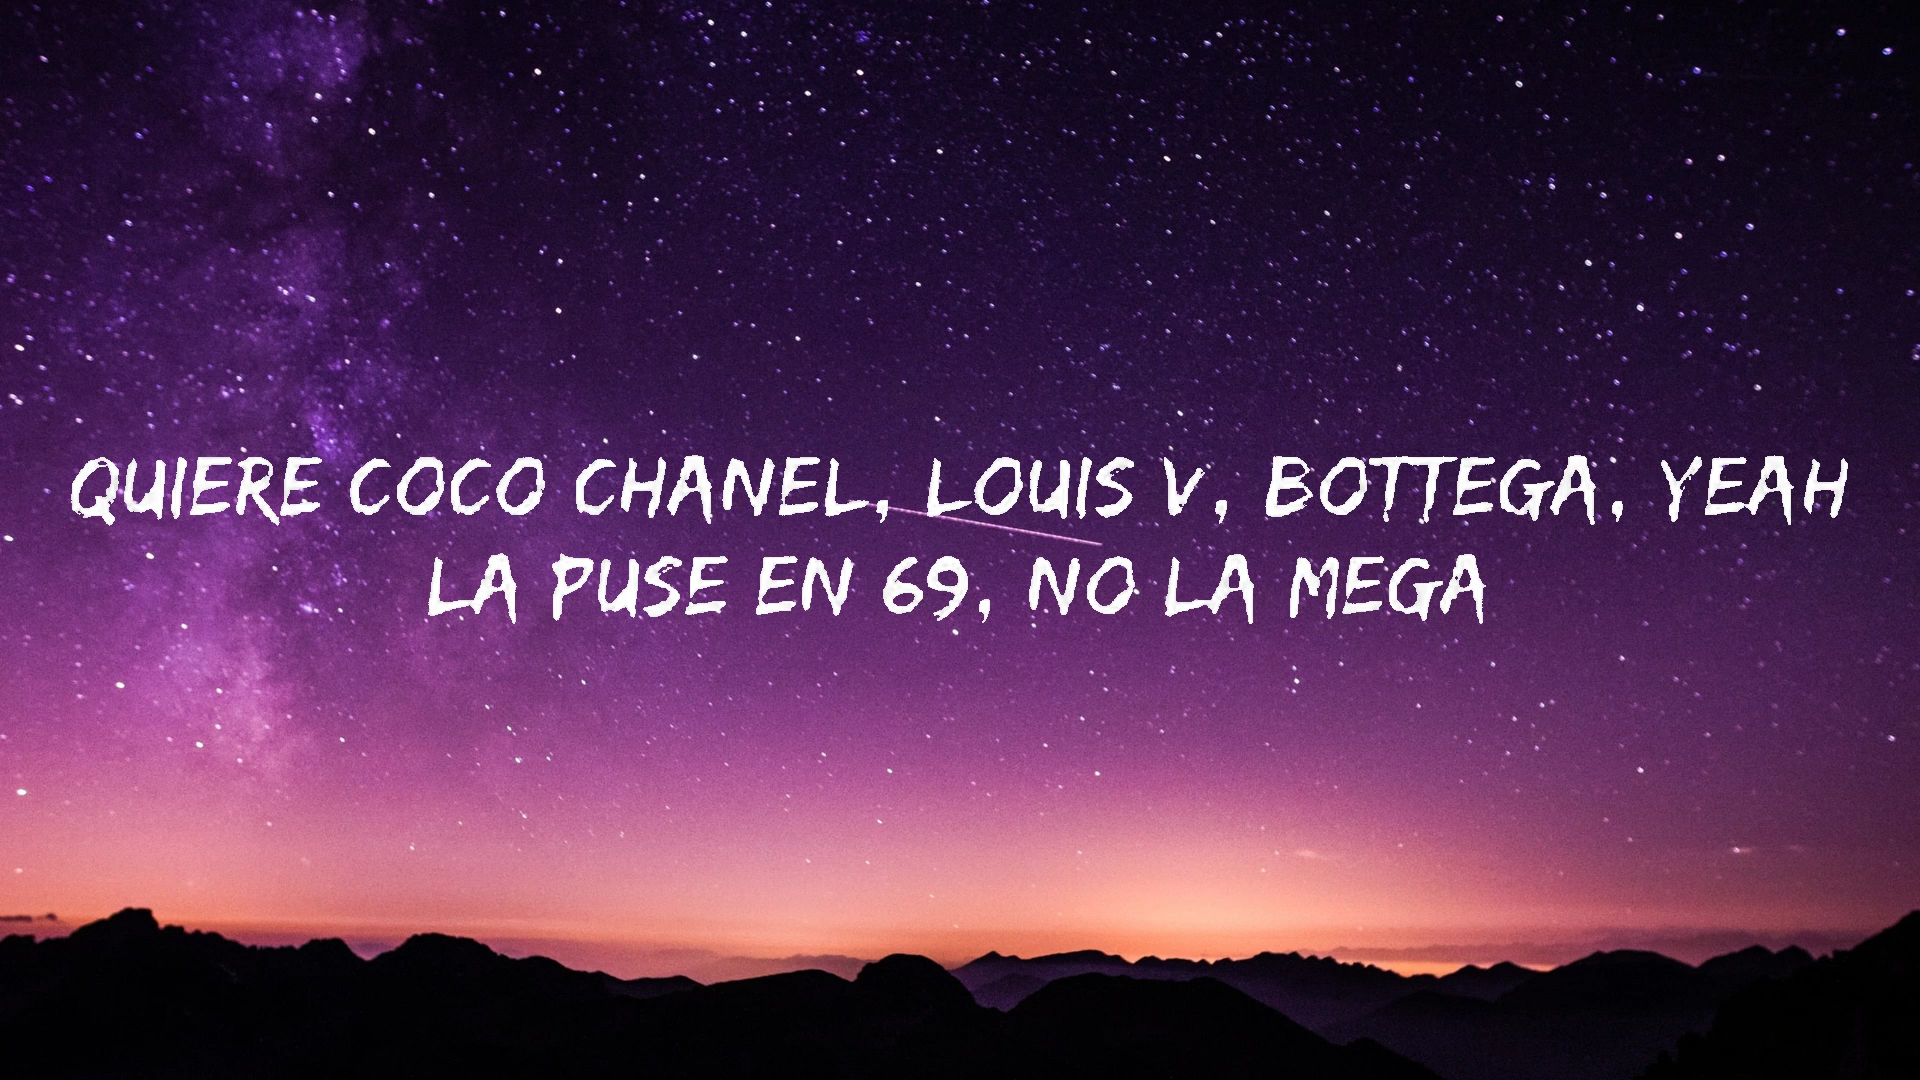 QUIERE COCO CHANEL, LOUIS V, BOTTEGA, YEAH
LA PUSE EN 69, NO LA MEGA